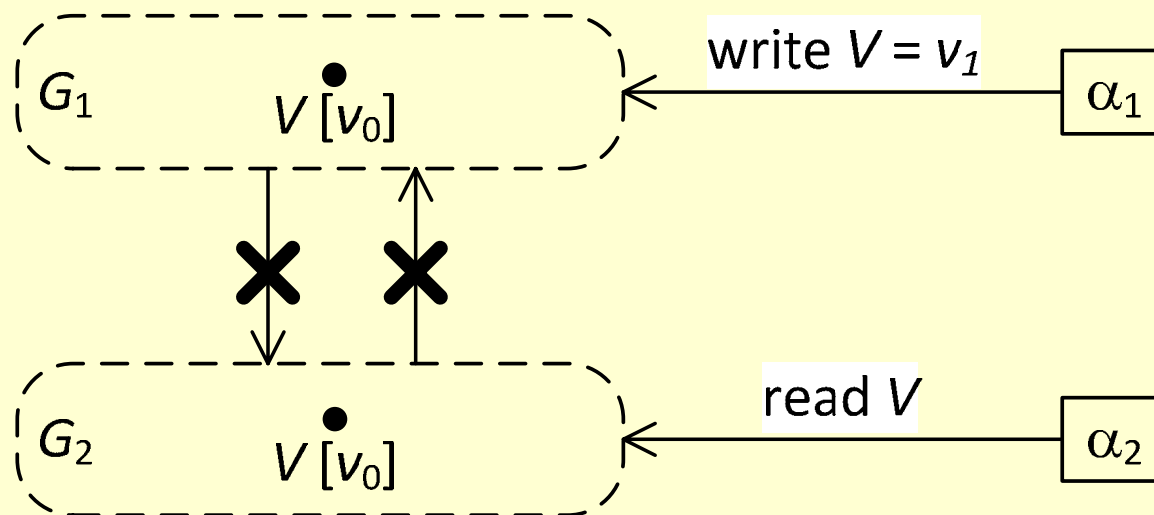 write V = v₁
α₁
G₁
V [v₀]
read V
α₂
G₂
V [v₀]